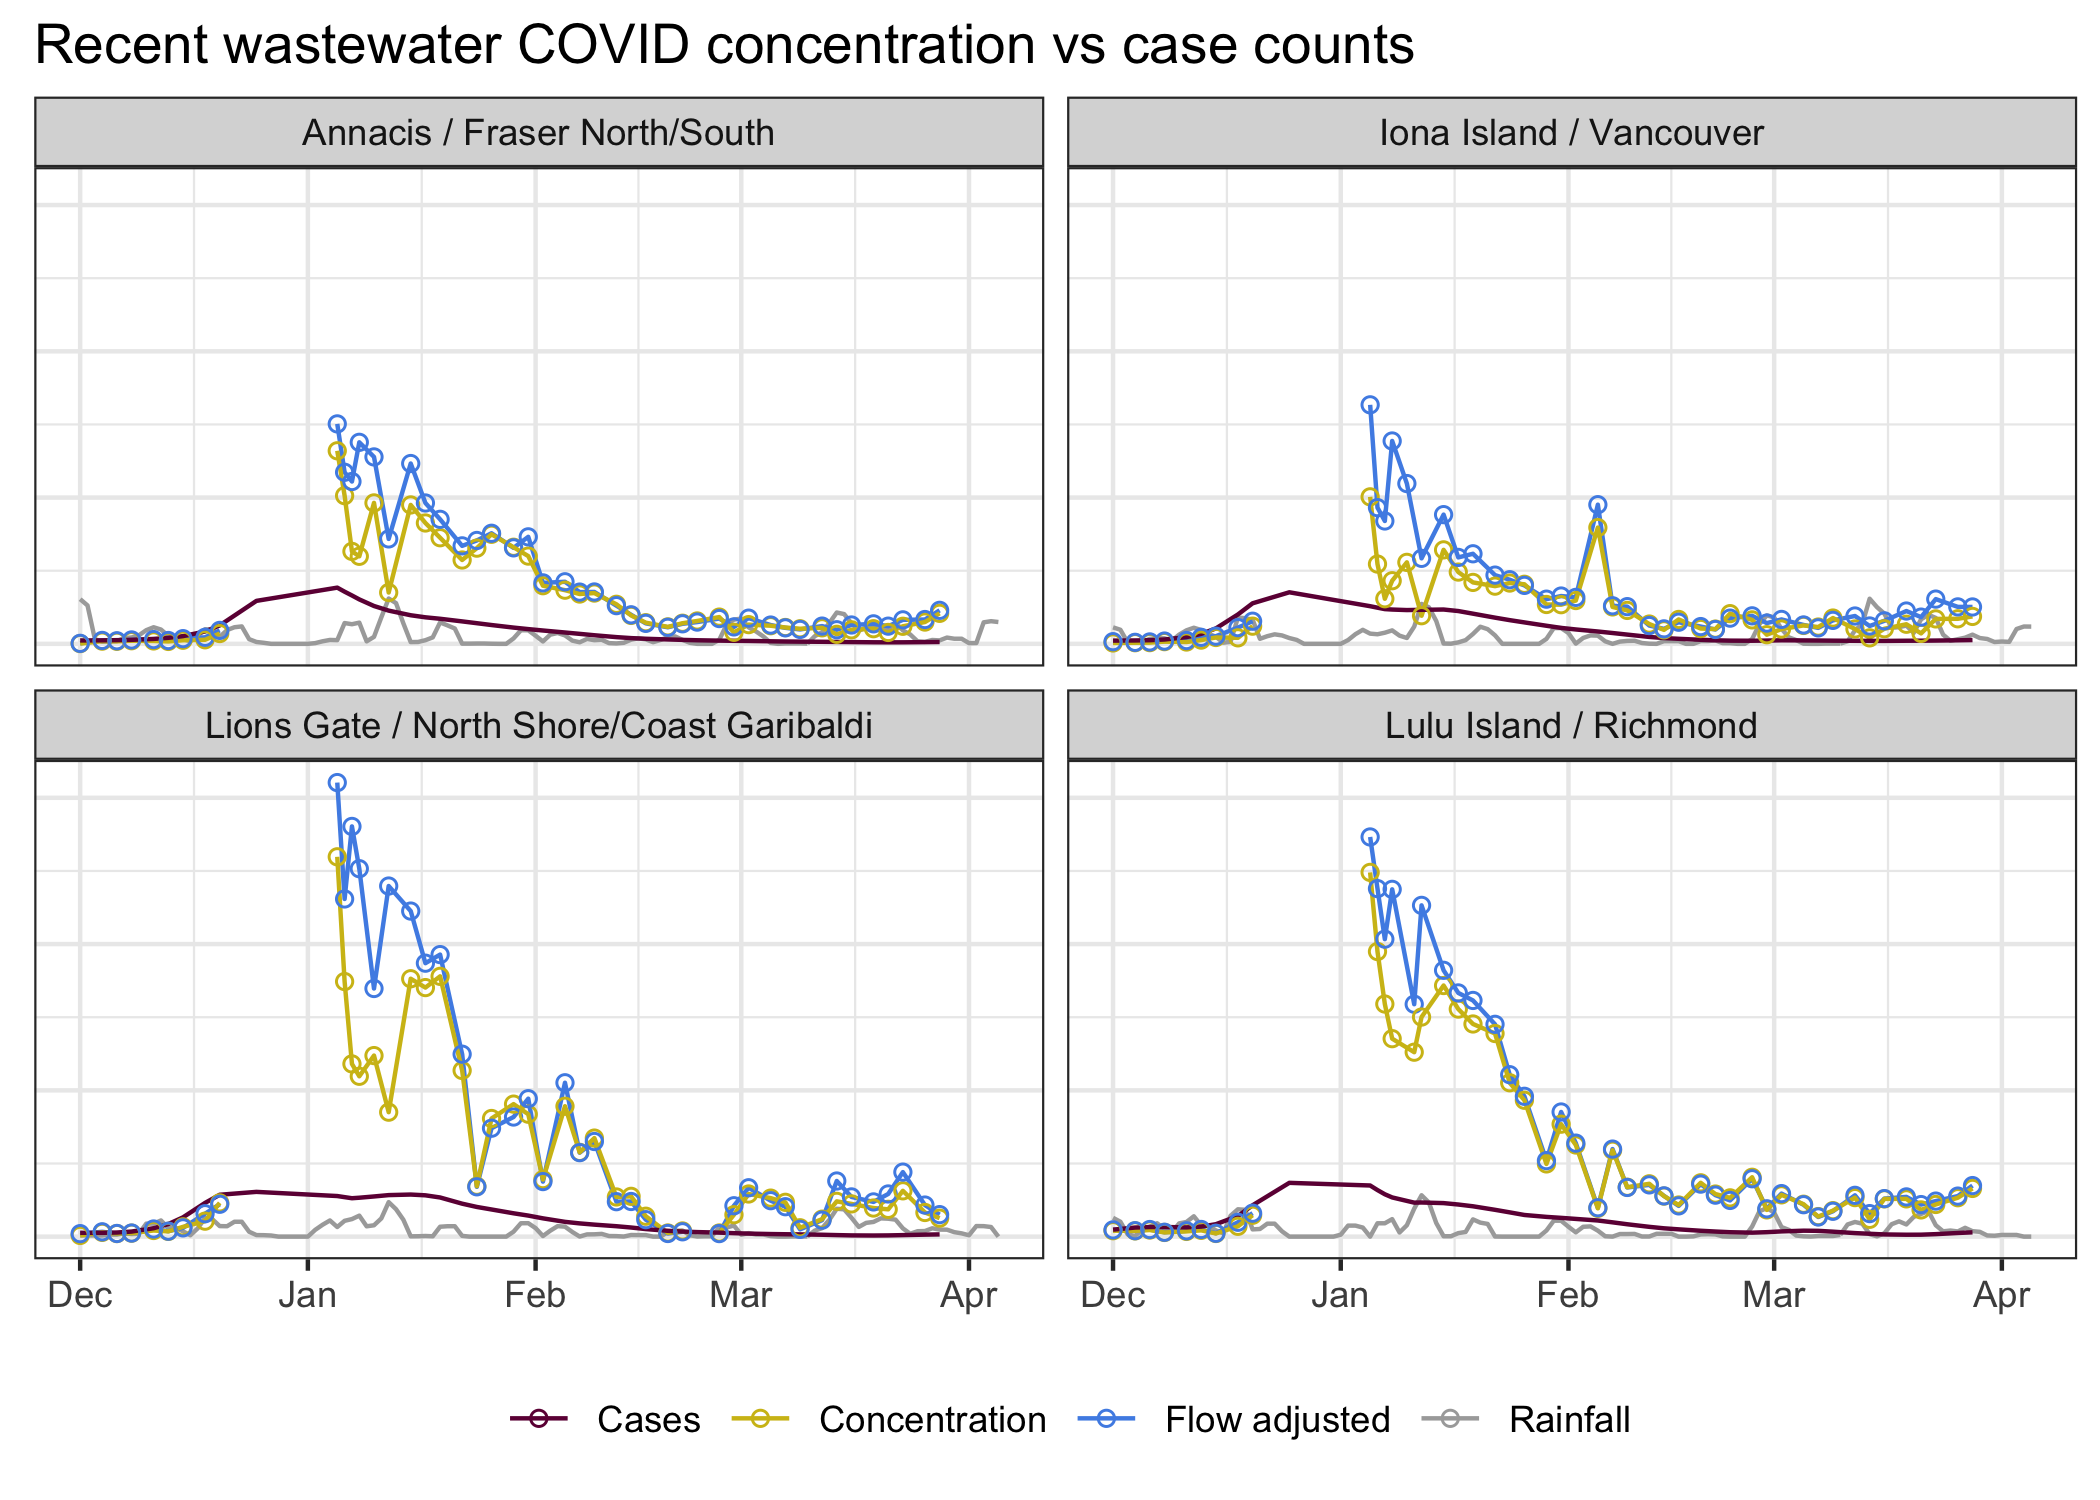 Recent wastewater COVID concentration vs case counts
Annacis / Fraser North/South
Iona Island / Vancouver
Lions Gate / North Shore/Coast Garibaldi
Lulu Island / Richmond
Dec Jan Feb Mar Apr
Dec Jan Feb Mar Apr
Cases Concentration Flow adjusted Rainfall